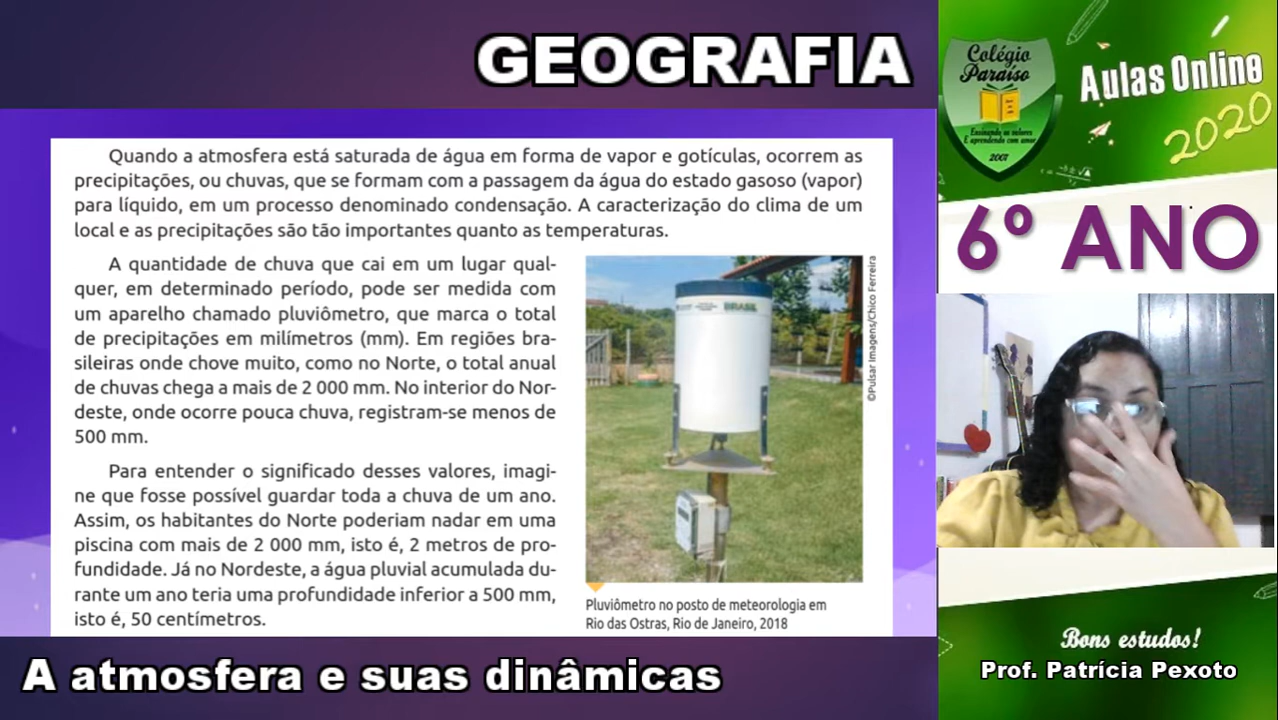 GEOGRAFIA
Quando a atmosfera está saturada de água em forma de vapor e gotículas, ocorrem as
precipitações, ou chuvas, que se formam com a passagem da água do estado gasoso (vapor)
para líquido, em um processo denominado condensação. A caracterização do clima de um
local e as precipitações são tão importantes quanto as temperaturas.
A quantidade de chuva que cai em um lugar qual-
quer, em determinado período, pode ser medida com
um aparelho chamado pluviômetro, que marca o total
de precipitações em milímetros (mm). Em regiões bra-
sileiras onde chove muito, como no Norte, o total anual
de chuvas chega a mais de 2 000 mm. No interior do Nor-
deste, onde ocorre pouca chuva, registram-se menos de
500 mm.
Para entender o significado desses valores, imagi-
ne que fosse possível guardar toda a chuva de um ano.
Assim, os habitantes do Norte poderiam nadar em uma
piscina com mais de 2 000 mm, isto é, 2 metros de pro-
fundidade. Já no Nordeste, a água pluvial acumulada du-
rante um ano teria uma profundidade inferior a 500 mm,
isto é, 50 centímetros.
BRASIL
©Pulsar Imagens/Chico Ferreira
Pluviômetro no posto de meteorologia em
Rio das Ostras, Rio de Janeiro, 2018
A atmosfera e suas dinâmicas
Colégio
Paraíso
Ensinando os valores
E aprendendo com amor
2007
Aulas Online
2020
6º ANO
Bons estudos!
Prof. Patrícia Pexoto